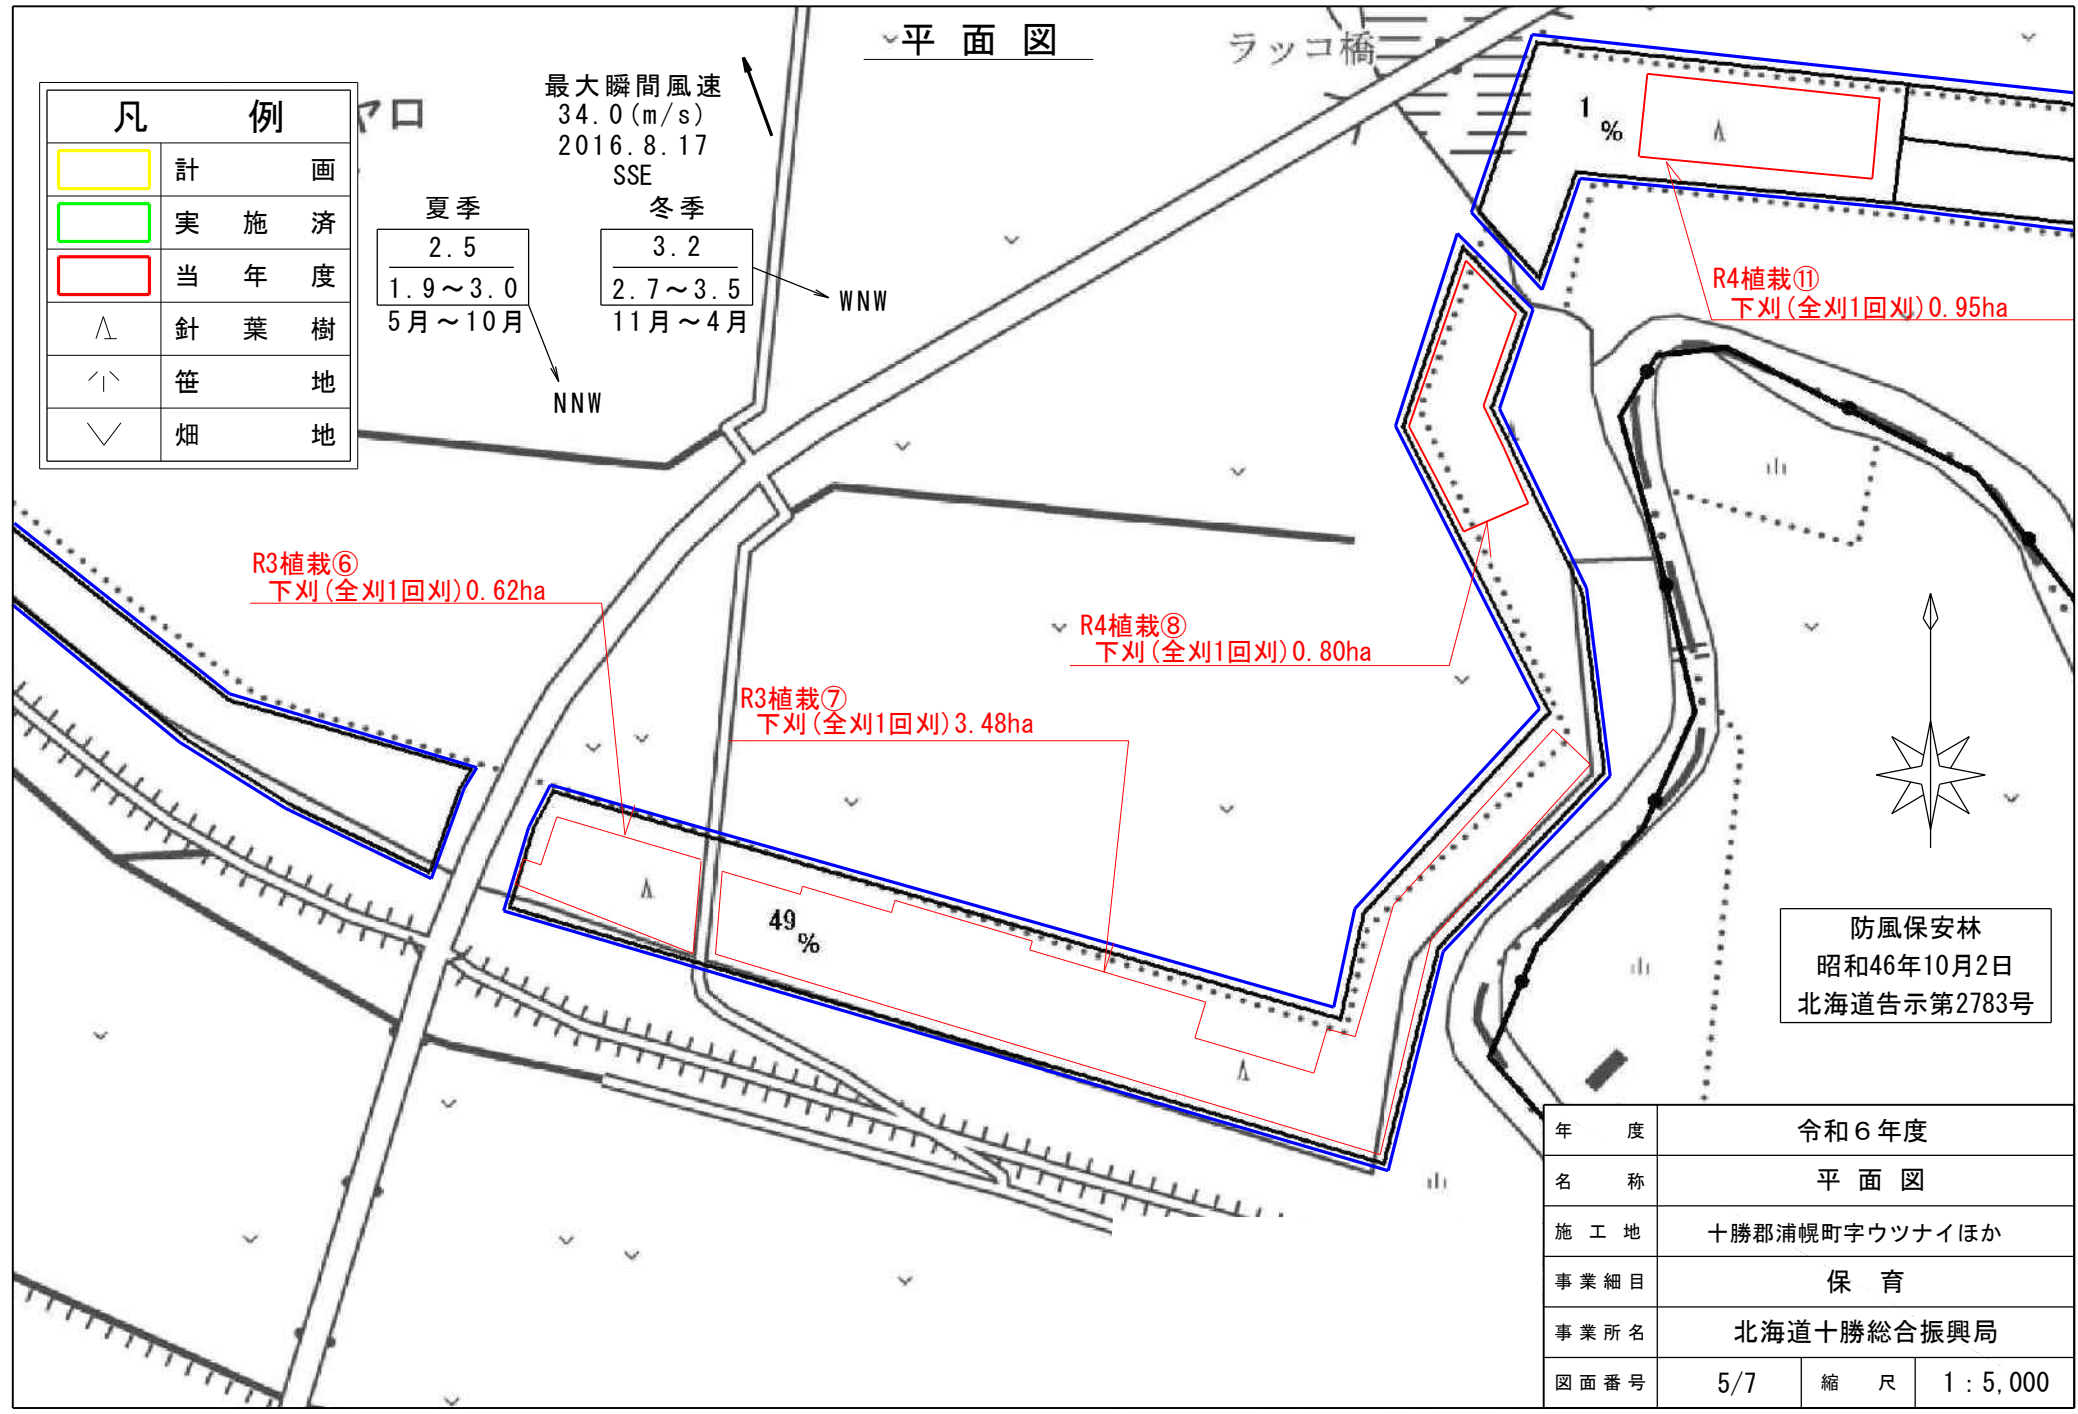 平 面 図
ラッコ橋
ヤロ
凡 例
計 画
実 施 済
当 年 度
針 葉 樹
笹 地
畑 地
最大瞬間風速
34.0(m/s)
2016.8.17
SSE
夏季
2.5
1.9～3.0
5月～10月
NNW
冬季
3.2
2.7～3.5
11月～4月
WNW
1
%
R4植栽⑪
下刈(全刈1回刈)0.95ha
R3植栽⑥
下刈(全刈1回刈)0.62ha
R4植栽⑧
下刈(全刈1回刈)0.80ha
R3植栽⑦
下刈(全刈1回刈)3.48ha
49
%
防風保安林
昭和46年10月2日
北海道告示第2783号
年 度 令和６年度
名 称 平 面 図
施 工 地 十勝郡浦幌町字ウツナイほか
事業細目 保 育
事業所名 北海道十勝総合振興局
図面番号 5/7 縮 尺 1：5,000